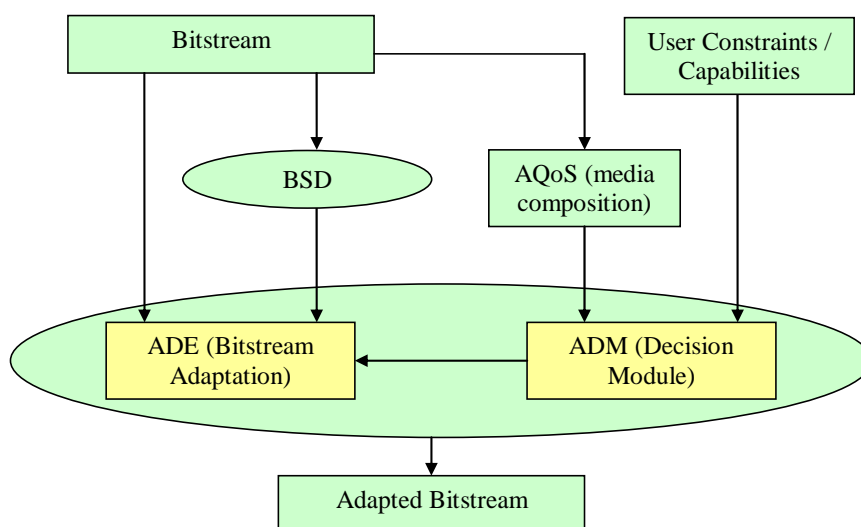 Bitstream
User Constraints /
Capabilities
BSD
AQoS (media
composition)
ADE (Bitstream
Adaptation)
ADM (Decision
Module)
Adapted Bitstream